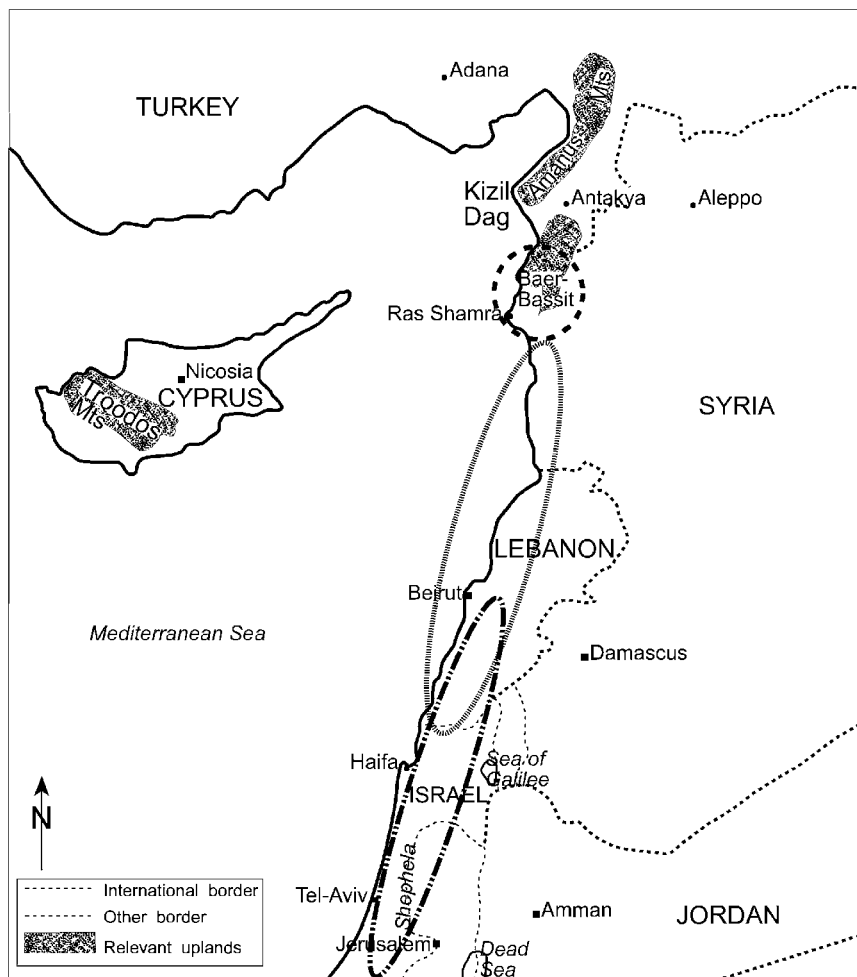 Adana
TURKEY
Amanus Mts
Kizil
Dag
Antakya
Aleppo
Baer-
Bassit
Ras Shamra
Nicosia
CYPRUS
Troodos
Mts
SYRIA
LEBANON
Beirut
Mediterranean Sea
Damascus
Haifa
Sea of
Galilee
ISRAEL
N
Shephela
Tel-Aviv
Amman
JORDAN
Jerusalem
Dead
Sea
International border
Other border
Relevant uplands